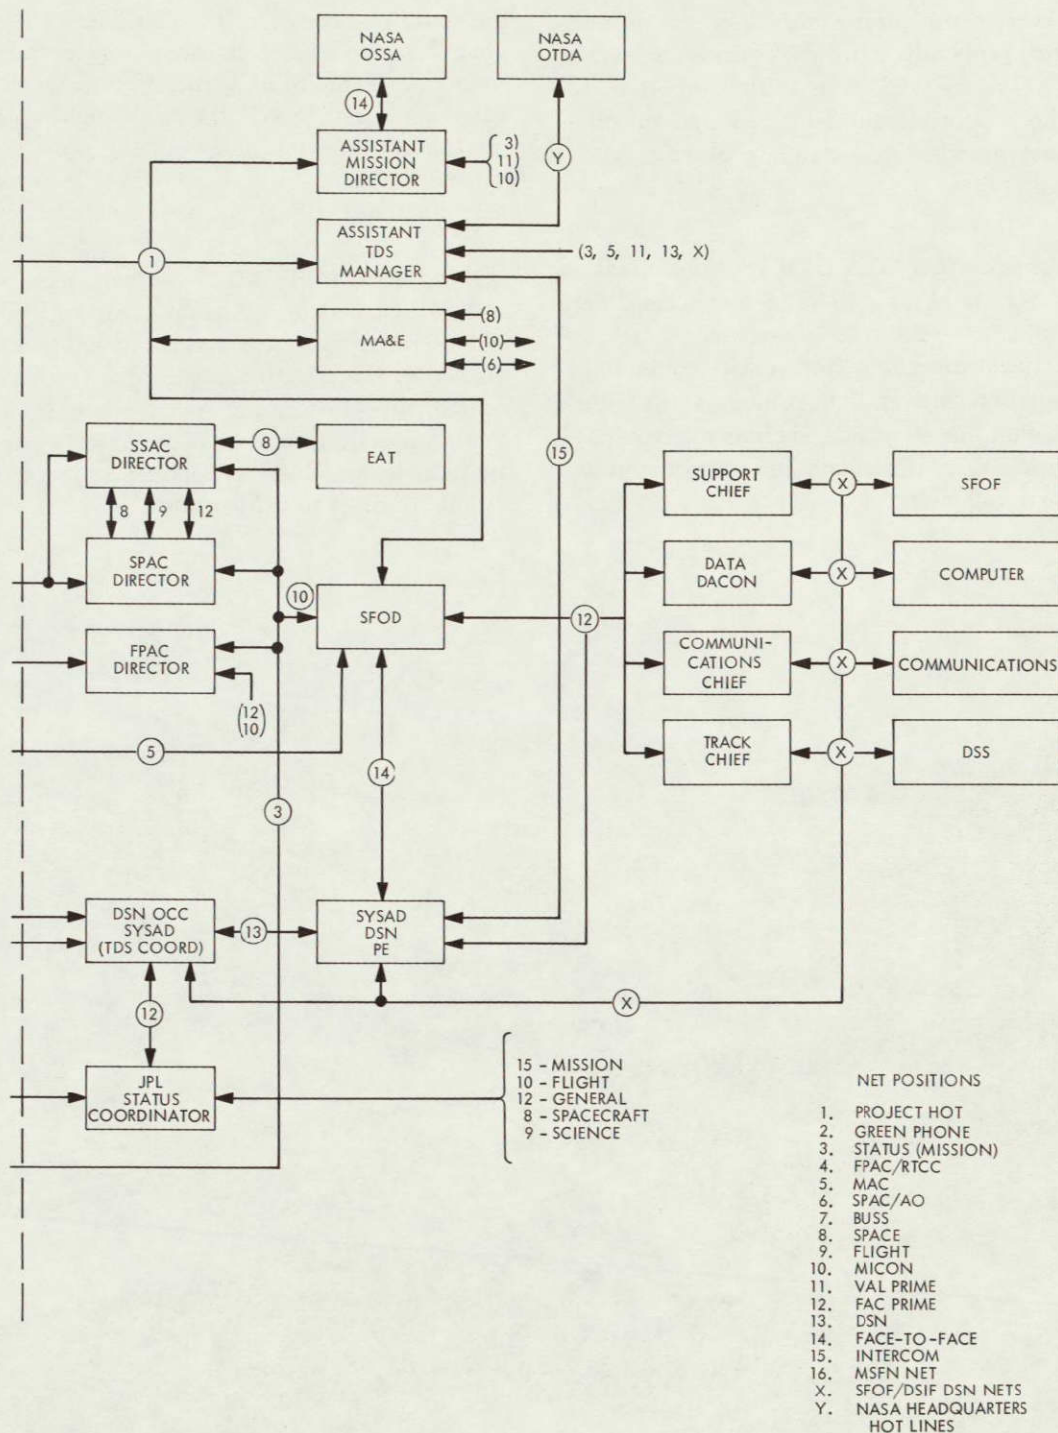 NASA
OSSA
NASA
OTDA
14
ASSISTANT
MISSION
DIRECTOR
3)
11)
10)
Y
ASSISTANT
TDS
MANAGER
1
(3, 5, 11, 13, X)
MA&E
(8)
(10)
(6)
SSAC
DIRECTOR
8
EAT
15
SUPPORT
CHIEF
X
SFOF
8
9
12
SPAC
DIRECTOR
10
SFOD
12
DATA
DACON
X
COMPUTER
FPAC
DIRECTOR
COMMUNI-
CATIONS
CHIEF
X
COMMUNICATIONS
(12)
(10)
5
14
TRACK
CHIEF
X
DSS
3
DSN OCC
SYSAD
(TDS COORD)
13
SYSAD
DSN
PE
12
X
JPL
STATUS
COORDINATOR
15 - MISSION
10 - FLIGHT
12 - GENERAL
8 - SPACECRAFT
9 - SCIENCE
NET POSITIONS
1. PROJECT HOT
2. GREEN PHONE
3. STATUS (MISSION)
4. FPAC/RTCC
5. MAC
6. SPAC/AO
7. BUSS
8. SPACE
9. FLIGHT
10. MICON
11. VAL PRIME
12. FAC PRIME
13. DSN
14. FACE-TO-FACE
15. INTERCOM
16. MSFN NET
X. SFOF/DSIF DSN NETS
Y. NASA HEADQUARTERS
HOT LINES